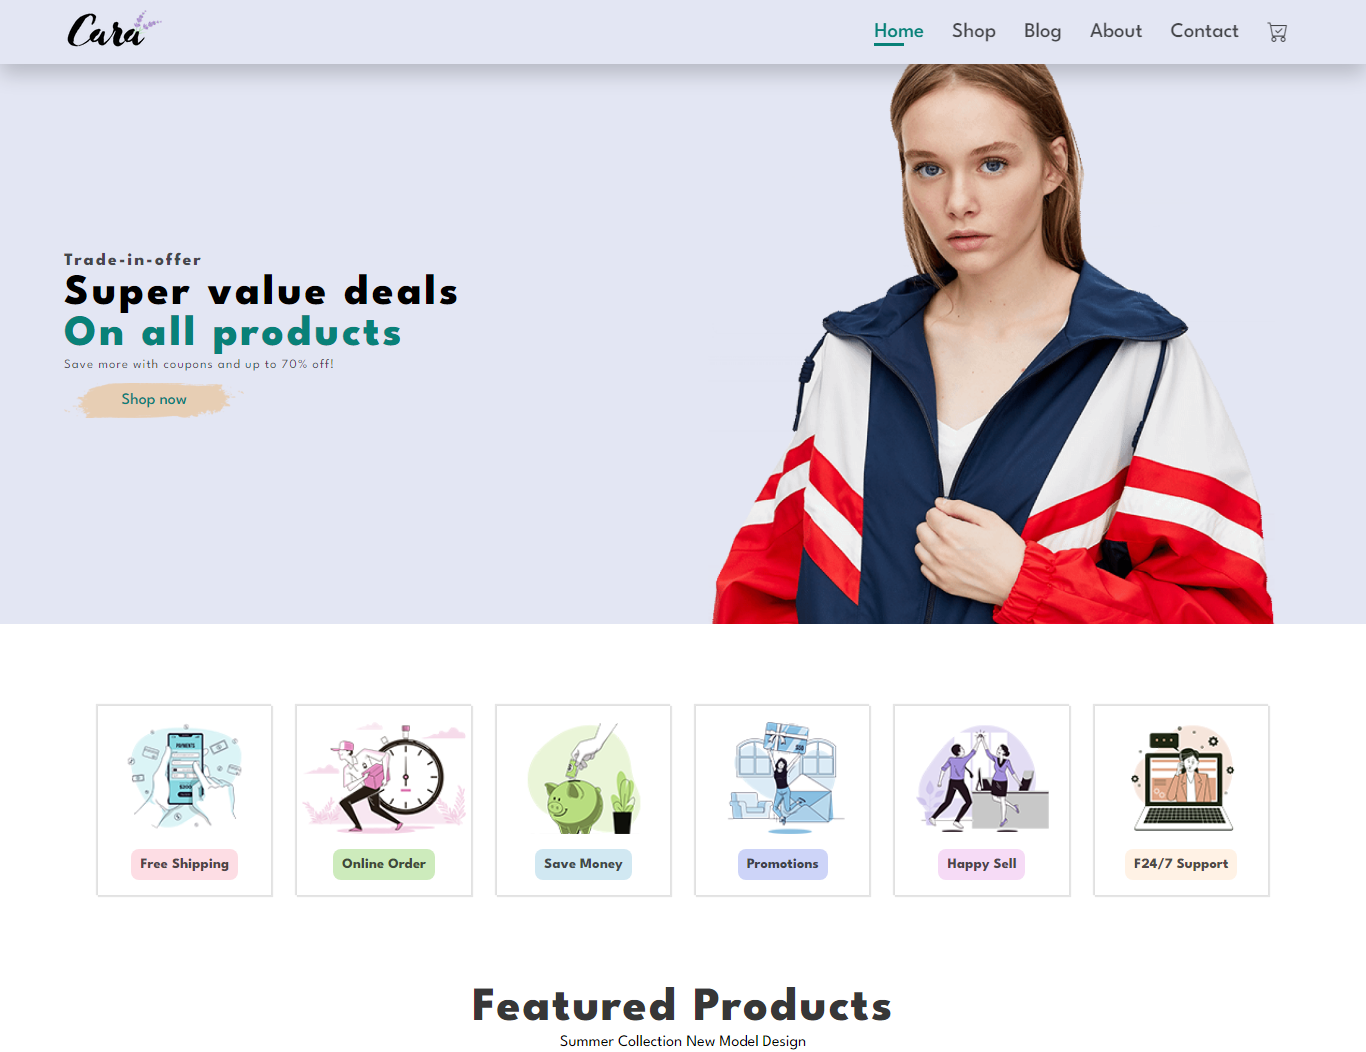 Cara
Home Shop Blog About Contact
Trade-in-offer
Super value deals
On all products
Save more with coupons and up to 70% off!
Shop now
PAYMENTS
Free Shipping
Online Order
Save Money
Promotions
Happy Sell
F24/7 Support
Featured Products
Summer Collection New Model Design